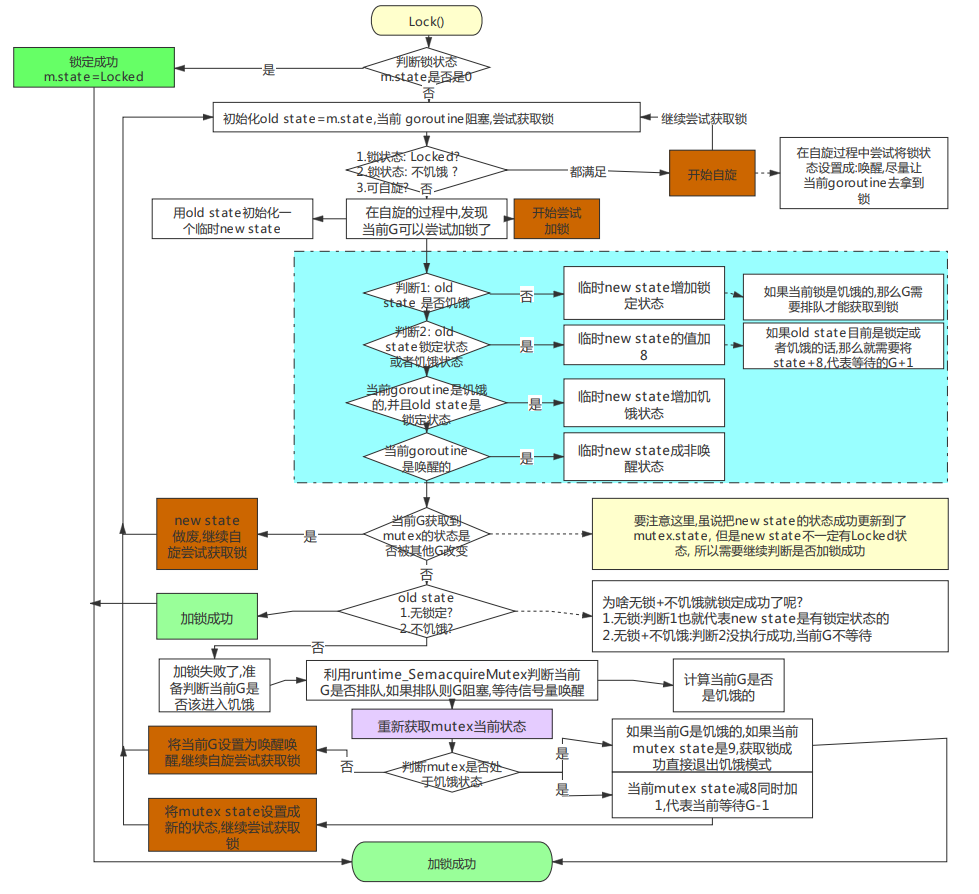 Lock()
锁定成功
m.state=Locked
是
判断锁状态
m.state是否是0
否
初始化old state=m.state,当前 goroutine阻塞,尝试获取锁
继续尝试获取锁
1.锁状态: Locked?
2.锁状态: 不饥饿 ?
3.可自旋?
否
都满足
开始自旋
在自旋过程中尝试将锁状
态设置成:唤醒,尽量让
当前goroutine去拿到
锁
用old state初始化一
个临时new state
在自旋的过程中,发现
当前G可以尝试加锁了
开始尝试
加锁
判断1: old
state 是否饥饿
否
临时new state增加锁
定状态
如果当前锁是饥饿的,那么G需
要排队才能获取到锁
判断2: old
state锁定状态
或者饥饿状态
是
临时new state的值加
8
如果old state目前是锁定或
者饥饿的话,那么就需要将
state+8,代表等待的G+1
当前goroutine是饥饿
的,并且old state是
锁定状态
是
临时new state增加饥
饿状态
当前goroutine
是唤醒的
是
临时new state成非唤
醒状态
new state
做废,继续自
旋尝试获取锁
是
当前G获取到
mutex的状态是
否被其他G改变
要注意这里,虽说把new state的状态成功更新到了
mutex.state, 但是new state不一定有Locked状
态, 所以需要继续判断是否加锁成功
否
加锁成功
old state
1.无锁定?
2.不饥饿?
为啥无锁+不饥饿就锁定成功了呢?
1.无锁:判断1也就代表new state是有锁定状态的
2.无锁+不饥饿:判断2没执行成功,当前G不等待
否
加锁失败了,准
备判断当前G是
否该进入饥饿
利用runtime_SemacquireMutex判断当前
G是否排队,如果排队则G阻塞,等待信号量唤醒
计算当前G是否
是饥饿的
重新获取mutex当前状态
将当前G设置为唤醒唤
醒,继续自旋尝试获取锁
否
判断mutex是否处
于饥饿状态
是
如果当前G是饥饿的,如果当前
mutex state是9,获取锁成
功直接退出饥饿模式
是
当前mutex state减8同时加
1,代表当前等待G-1
将mutex state设置成
新的状态,继续尝试获取
锁
加锁成功